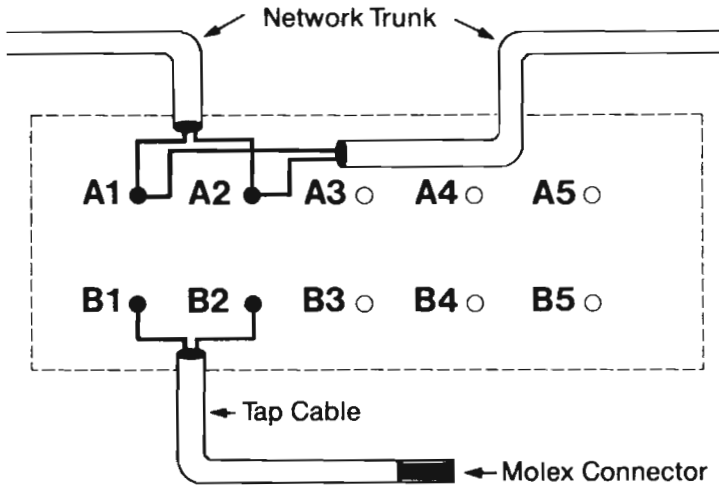 Network Trunk
A1 A2 A3 A4 A5
B1 B2 B3 B4 B5
Tap Cable
Molex Connector